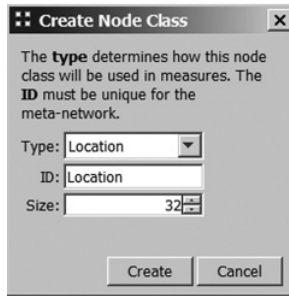 Create Node Class
The type determines how this node
class will be used in measures. The
ID must be unique for the
meta-network.
Type: Location
ID: Location
Size: 32
Create Cancel